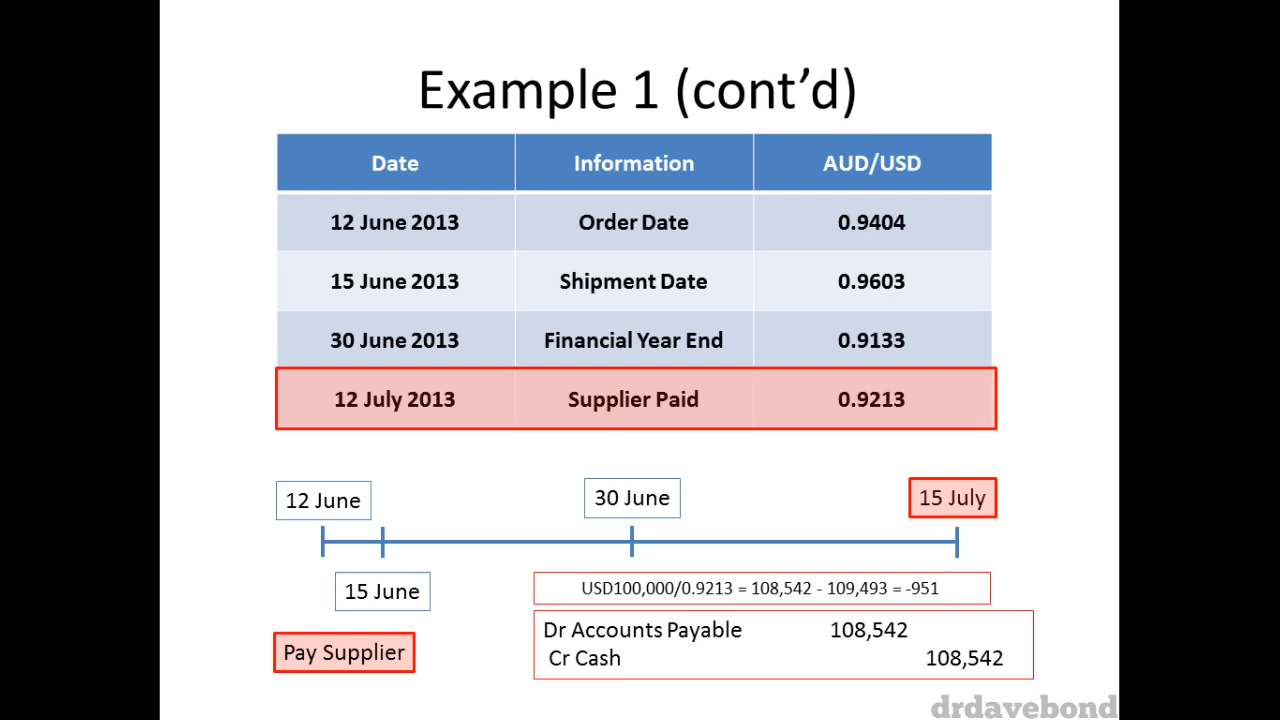 Example 1 (cont’d)
Date Information AUD/USD
12 June 2013 Order Date 0.9404
15 June 2013 Shipment Date 0.9603
30 June 2013 Financial Year End 0.9133
12 July 2013 Supplier Paid 0.9213
12 June 30 June 15 July
15 June
USD100,000/0.9213 = 108,542 - 109,493 = -951
Dr Accounts Payable 108,542
Cr Cash 108,542
Pay Supplier
drdavebond